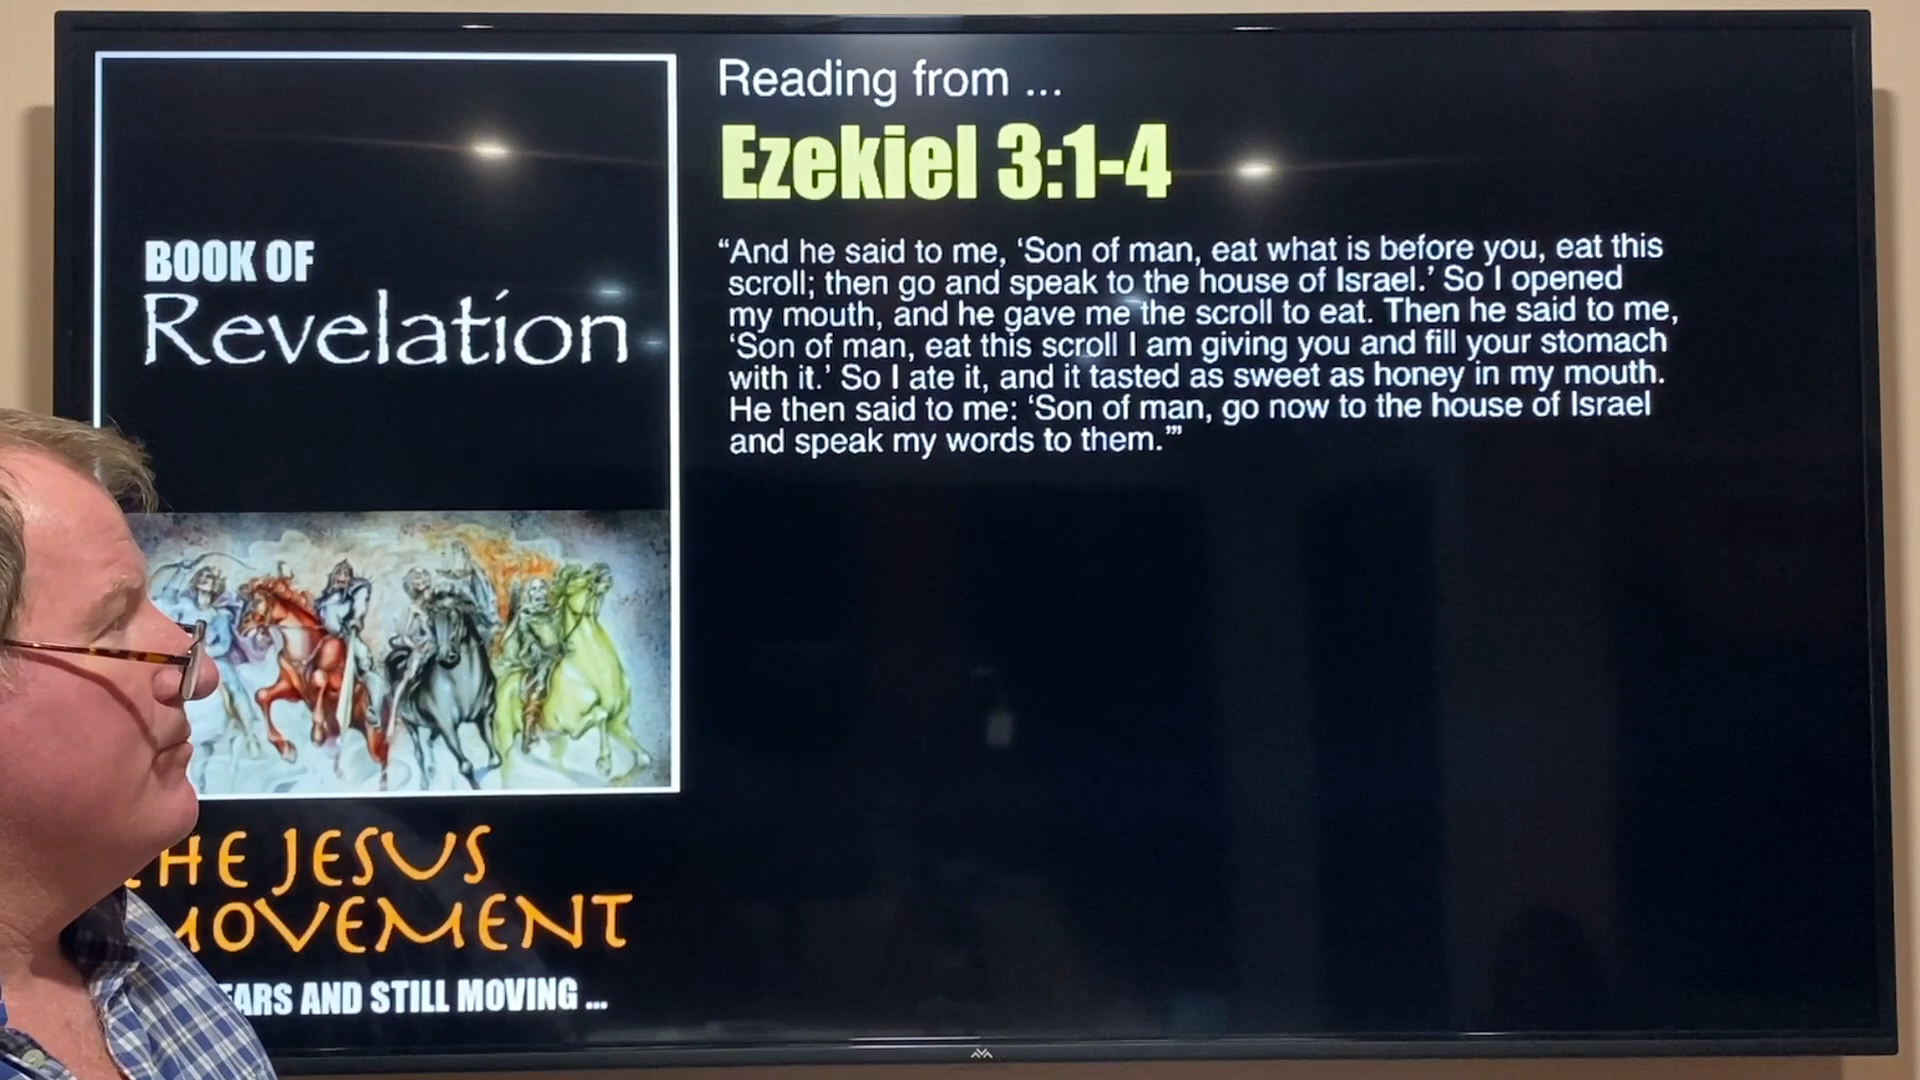 BOOK OF
Revelation
HE JESUS
MOVEMENT
AND STILL MOVING ...
Reading from ...
Ezekiel 3:1-4
“And he said to me, ‘Son of man, eat what is before you, eat this
scroll; then go and speak to the house of Israel.’ So I opened
my mouth, and he gave me the scroll to eat. Then he said to me,
‘Son of man, eat this scroll I am giving you and fill your stomach
with it.’ So I ate it, and it tasted as sweet as honey in my mouth.
He then said to me: ‘Son of man, go now to the house of Israel
and speak my words to them.’”